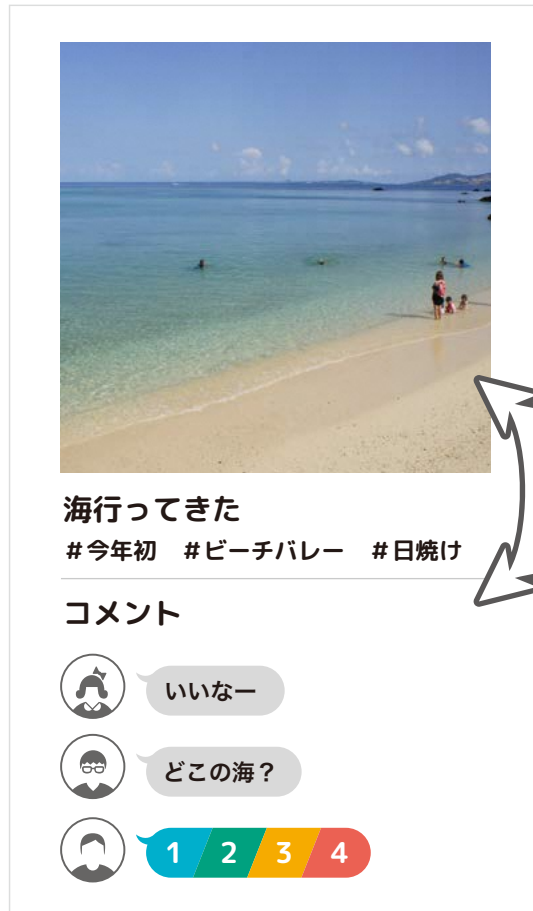 海行ってきた
#今年初 #ビーチバレー #日焼け
コメント
いいなー
どこの海？
1 2 3 4